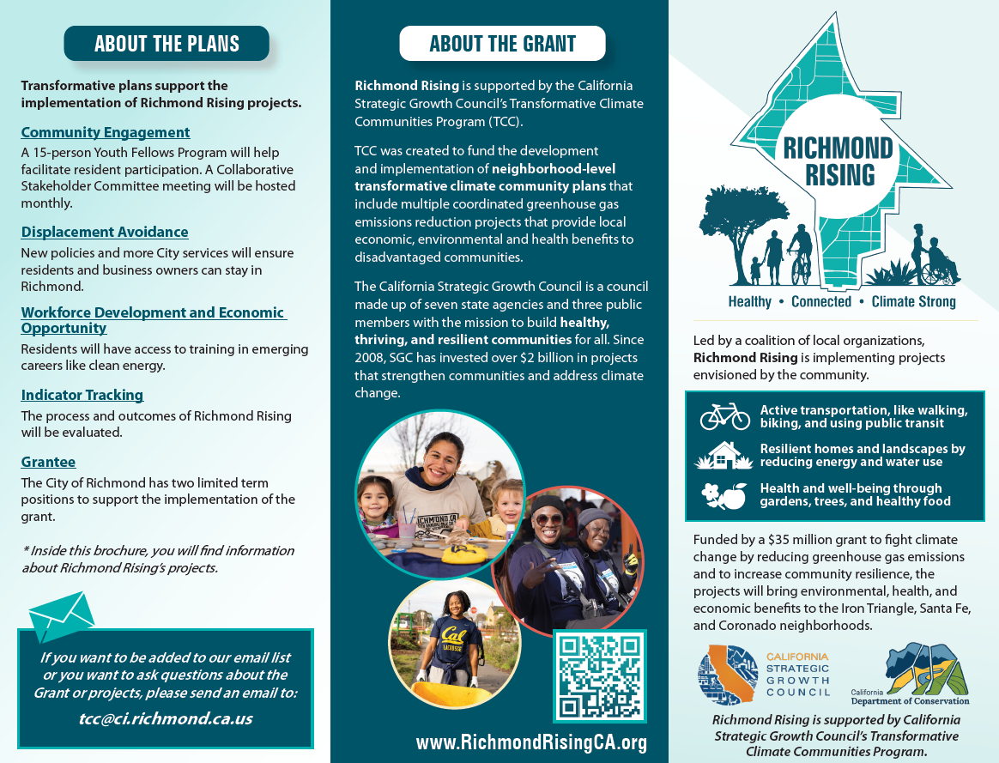 ABOUT THE PLANS
Transformative plans support the
implementation of Richmond Rising projects.
Community Engagement
A 15-person Youth Fellows Program will help
facilitate resident participation. A Collaborative
Stakeholder Committee meeting will be hosted
monthly.
Displacement Avoidance
New policies and more City services will ensure
residents and business owners can stay in
Richmond.
Workforce Development and Economic
Opportunity
Residents will have access to training in emerging
careers like clean energy.
Indicator Tracking
The process and outcomes of Richmond Rising
will be evaluated.
Grantee
The City of Richmond has two limited term
positions to support the implementation of the
grant.
* Inside this brochure, you will find information
about Richmond Rising's projects.
If you want to be added to our email list
or you want to ask questions about the
Grant or projects, please send an email to:
tcc@ci.richmond.ca.us
ABOUT THE GRANT
Richmond Rising is supported by the California
Strategic Growth Council's Transformative Climate
Communities Program (TCC).
TCC was created to fund the development
and implementation of neighborhood-level
transformative climate community plans that
include multiple coordinated greenhouse gas
emissions reduction projects that provide local
economic, environmental and health benefits to
disadvantaged communities.
The California Strategic Growth Council is a council
made up of seven state agencies and three public
members with the mission to build healthy,
thriving, and resilient communities for all. Since
2008, SGC has invested over $2 billion in projects
that strengthen communities and address climate
change.
Cal
LACROSSE
www.RichmondRisingCA.org
RICHMOND
RISING
Healthy • Connected • Climate Strong
Led by a coalition of local organizations,
Richmond Rising is implementing projects
envisioned by the community.
Active transportation, like walking,
biking, and using public transit
Resilient homes and landscapes by
reducing energy and water use
Health and well-being through
gardens, trees, and healthy food
Funded by a $35 million grant to fight climate
change by reducing greenhouse gas emissions
and to increase community resilience, the
projects will bring environmental, health, and
economic benefits to the Iron Triangle, Santa Fe,
and Coronado neighborhoods.
CALIFORNIA
STRATEGIC
GROWTH
COUNCIL
California
Department of Conservation
Richmond Rising is supported by California
Strategic Growth Council's Transformative
Climate Communities Program.